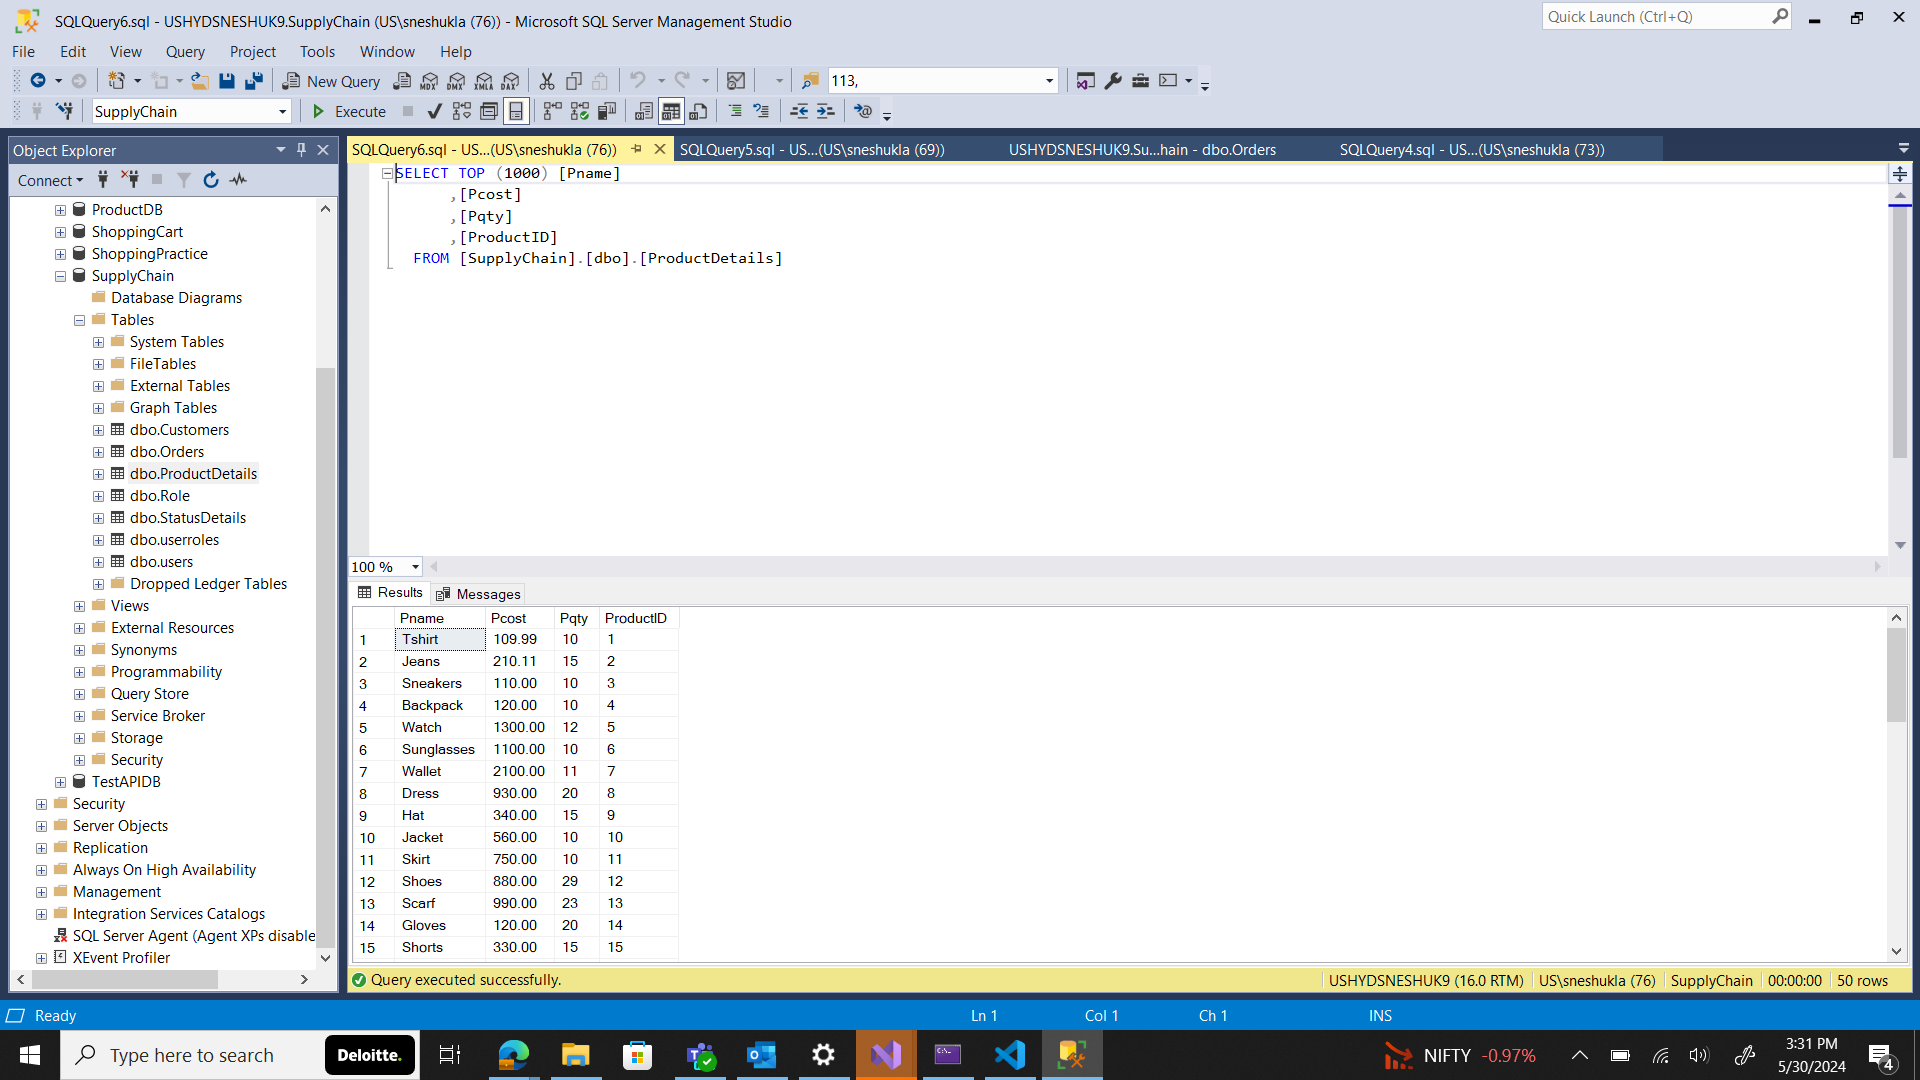 SQLQuery6.sql - USHYDSNESHUK9.SupplyChain (US\sneshukla (76)) - Microsoft SQL Server Management Studio
Quick Launch (Ctrl+Q)
File Edit View Query Project Tools Window Help
New Query MDX DMX XMLA DAX 113,
SupplyChain Execute
Object Explorer
Connect
ProductDB
ShoppingCart
ShoppingPractice
SupplyChain
Database Diagrams
Tables
System Tables
FileTables
External Tables
Graph Tables
dbo.Customers
dbo.Orders
dbo.ProductDetails
dbo.Role
dbo.StatusDetails
dbo.userroles
dbo.users
Dropped Ledger Tables
Views
External Resources
Synonyms
Programmability
Query Store
Service Broker
Storage
Security
TestAPIDB
Security
Server Objects
Replication
Always On High Availability
Management
Integration Services Catalogs
SQL Server Agent (Agent XPs disable
XEvent Profiler
SQLQuery6.sql - US...(US\sneshukla (76)) SQLQuery5.sql - US...(US\sneshukla (69)) USHYDSNESHUK9.Su...hain - dbo.Orders SQLQuery4.sql - US...(US\sneshukla (73))
SELECT TOP (1000) [Pname]
,[Pcost]
,[Pqty]
,[ProductID]
FROM [SupplyChain].[dbo].[ProductDetails]
100 %
Results Messages
Pname Pcost Pqty ProductID
1 Tshirt 109.99 10 1
2 Jeans 210.11 15 2
3 Sneakers 110.00 10 3
4 Backpack 120.00 10 4
5 Watch 1300.00 12 5
6 Sunglasses 1100.00 10 6
7 Wallet 2100.00 11 7
8 Dress 930.00 20 8
9 Hat 340.00 15 9
10 Jacket 560.00 10 10
11 Skirt 750.00 10 11
12 Shoes 880.00 29 12
13 Scarf 990.00 23 13
14 Gloves 120.00 20 14
15 Shorts 330.00 15 15
Query executed successfully. USHYDSNESHUK9 (16.0 RTM) US\sneshukla (76) SupplyChain 00:00:00 50 rows
Ready Ln 1 Col 1 Ch 1 INS
Type here to search Deloitte. NIFTY -0.97% 3:31 PM
5/30/2024 4